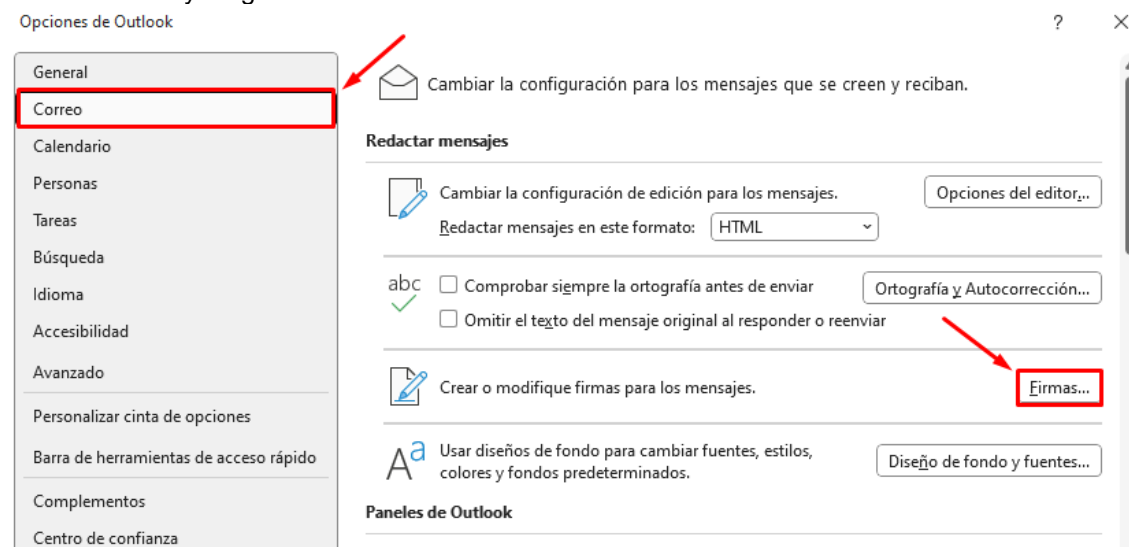 Opciones de Outlook
?
General
Correo
Calendario
Personas
Tareas
Búsqueda
Idioma
Accesibilidad
Avanzado
Personalizar cinta de opciones
Barra de herramientas de acceso rápido
Complementos
Centro de confianza
Cambiar la configuración para los mensajes que se creen y reciban.
Redactar mensajes
Cambiar la configuración de edición para los mensajes.
Opciones del editor...
Redactar mensajes en este formato:
HTML
abc
Comprobar siempre la ortografía antes de enviar
Ortografía y Autocorrección...
Omitir el texto del mensaje original al responder o reenviar
Crear o modifique firmas para los mensajes.
Firmas...
Aa
Usar diseños de fondo para cambiar fuentes, estilos,
colores y fondos predeterminados.
Diseño de fondo y fuentes...
Paneles de Outlook